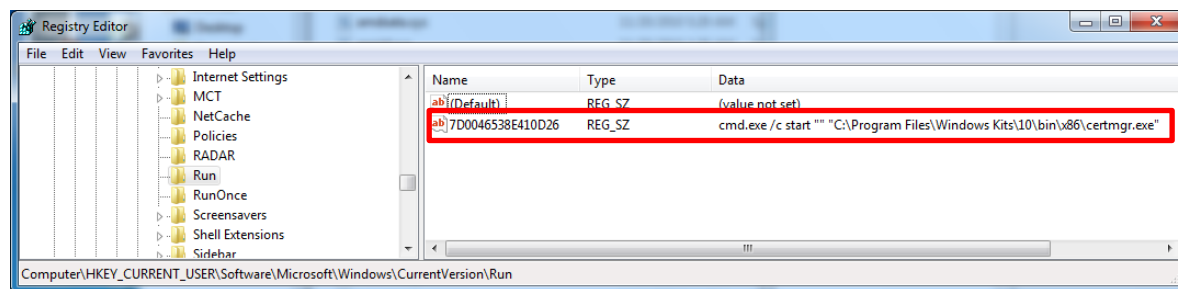 Registry Editor
File Edit View Favorites Help
Internet Settings
MCT
NetCache
Policies
RADAR
Run
RunOnce
Screensavers
Shell Extensions
Sidebar
Name Type Data
ab (Default) REG_SZ (value not set)
ab 7D0046538E410D26 REG_SZ cmd.exe /c start "" "C:\Program Files\Windows Kits\10\bin\x86\certmgr.exe"
Computer\HKEY_CURRENT_USER\Software\Microsoft\Windows\CurrentVersion\Run